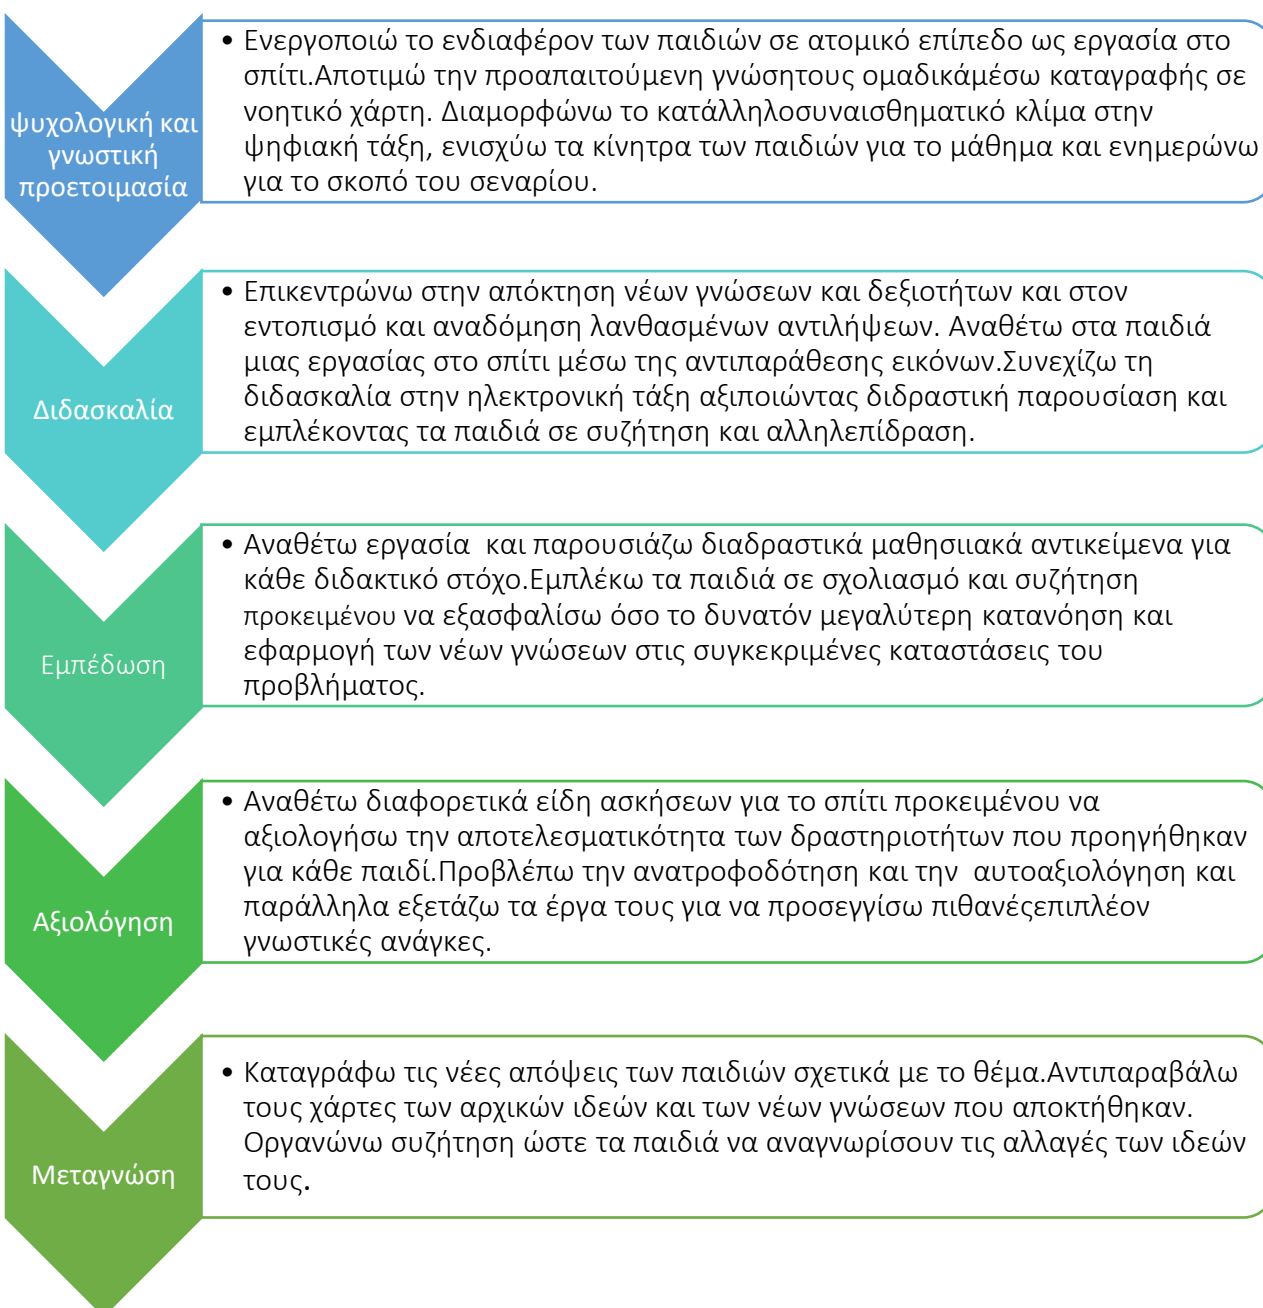 ψυχολογική και
γνωστική
προετοιμασία
• Ενεργοποιώ το ενδιαφέρον των παιδιών σε ατομικό επίπεδο ως εργασία στο
σπίτι.Αποτιμώ την προαπαιτούμενη γνώσητους ομαδικάμέσω καταγραφής σε
νοητικό χάρτη. Διαμορφώνω το κατάλληλοσυναισθηματικό κλίμα στην
ψηφιακή τάξη, ενισχύω τα κίνητρα των παιδιών για το μάθημα και ενημερώνω
για το σκοπό του σεναρίου.
Διδασκαλία
• Επικεντρώνω στην απόκτηση νέων γνώσεων και δεξιοτήτων και στον
εντοπισμό και αναδόμηση λανθασμένων αντιλήψεων. Αναθέτω στα παιδιά
μιας εργασίας στο σπίτι μέσω της αντιπαράθεσης εικόνων.Συνεχίζω τη
διδασκαλία στην ηλεκτρονική τάξη αξιποιώντας διδραστική παρουσίαση και
εμπλέκοντας τα παιδιά σε συζήτηση και αλληλεπίδραση.
Εμπέδωση
• Αναθέτω εργασία και παρουσιάζω διαδραστικά μαθησιιακά αντικείμενα για
κάθε διδακτικό στόχο.Εμπλέκω τα παιδιά σε σχολιασμό και συζήτηση
προκειμένου να εξασφαλίσω όσο το δυνατόν μεγαλύτερη κατανόηση και
εφαρμογή των νέων γνώσεων στις συγκεκριμένες καταστάσεις του
προβλήματος.
Αξιολόγηση
• Αναθέτω διαφορετικά είδη ασκήσεων για το σπίτι προκειμένου να
αξιολογήσω την αποτελεσματικότητα των δραστηριοτήτων που προηγήθηκαν
για κάθε παιδί.Προβλέπω την ανατροφοδότηση και την αυτοαξιολόγηση και
παράλληλα εξετάζω τα έργα τους για να προσεγγίσω πιθανέςεπιπλέον
γνωστικές ανάγκες.
Μεταγνώση
• Καταγράφω τις νέες απόψεις των παιδιών σχετικά με το θέμα.Αντιπαραβάλω
τους χάρτες των αρχικών ιδεών και των νέων γνώσεων που αποκτήθηκαν.
Οργανώνω συζήτηση ώστε τα παιδιά να αναγνωρίσουν τις αλλαγές των ιδεών
τους.